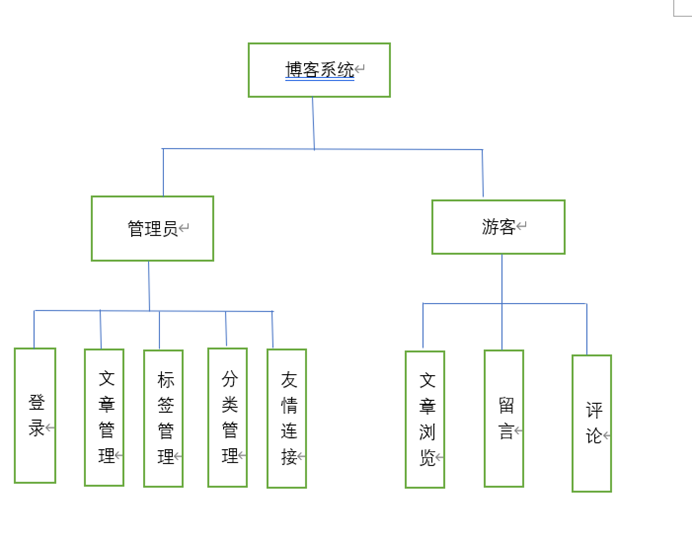 博客系统
管理员
游客
登录
文章管理
标签管理
分类管理
友情连接
文章浏览
留言
评论